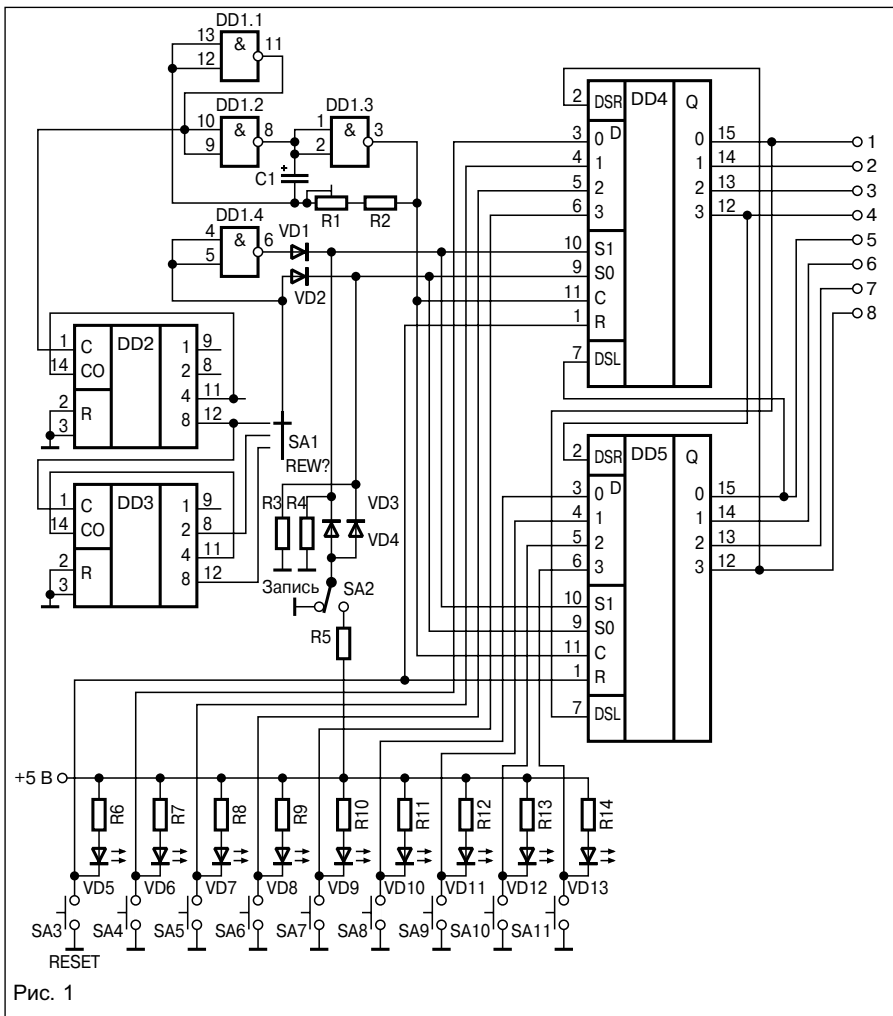 DD1.1
13
12
&
11
DD1.2
10
9
&
8
DD1.3
1
2
&
3
C1
+
R1
R2
DD1.4
4
5
&
6
VD1
VD2
1
14
2
3
C
CO
R
DD2
1
2
4
8
9
8
11
12
SA1
REW?
1
14
2
3
C
CO
R
DD3
1
2
4
8
9
8
11
12
R3
R4
VD3
VD4
Запись
SA2
R5
2
3
4
5
6
10
9
11
1
7
DSR
0 D
1
2
3
S1
S0
C
R
DSL
DD4
Q
0
1
2
3
15
14
13
12
1
2
3
4
5
6
7
8
2
3
4
5
6
10
9
11
1
7
DSR
0 D
1
2
3
S1
S0
C
R
DSL
DD5
Q
0
1
2
3
15
14
13
12
+5 В
R6
R7
R8
R9
R10
R11
R12
R13
R14
VD5
VD6
VD7
VD8
VD9
VD10
VD11
VD12
VD13
SA3
SA4
SA5
SA6
SA7
SA8
SA9
SA10
SA11
RESET
Рис. 1